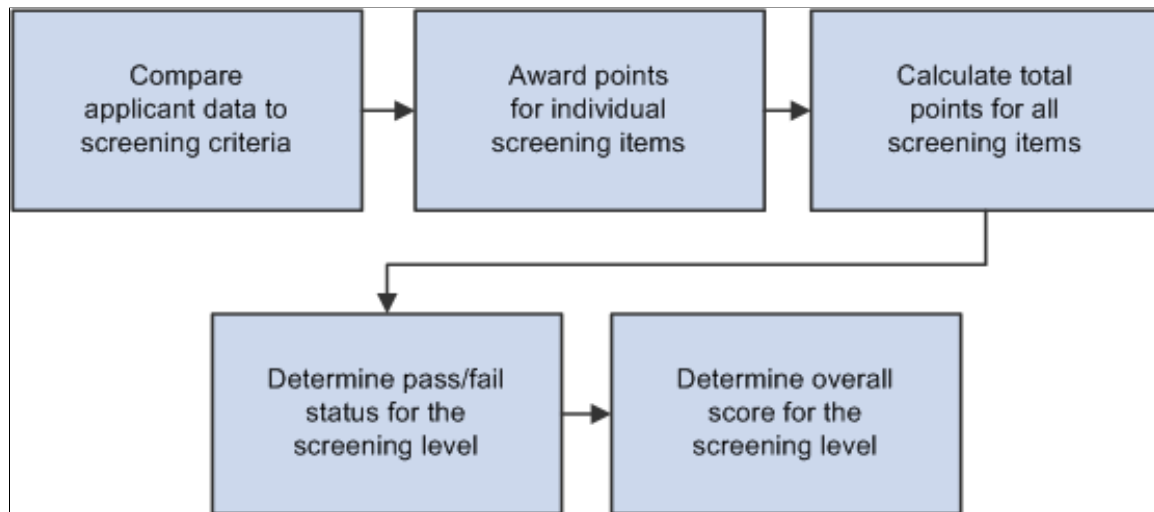 Compare
applicant data to
screening criteria
Award points
for individual
screening items
Calculate total
points for all
screening items
Determine pass/fail
status for the
screening level
Determine overall
score for the
screening level